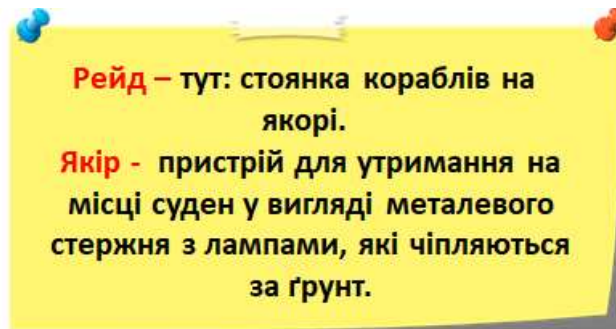 Рейд – тут: стоянка кораблів на
якорі.
Якір -  пристрій для утримання на
місці суден у вигляді металевого
стержня з лампами, які чіпляються
за ґрунт.